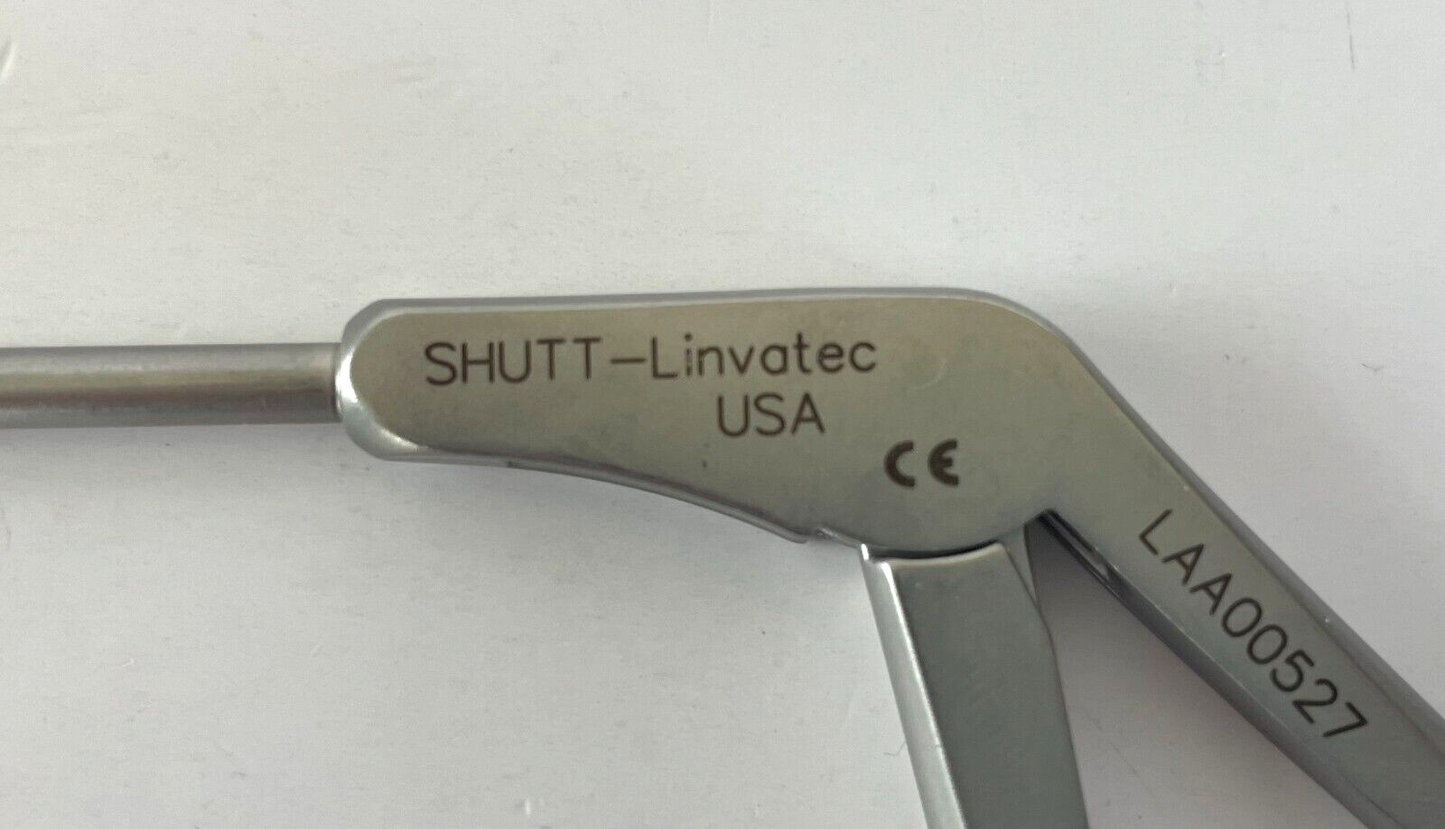 SHUTT-Linvatec
USA
CE
LAA00527